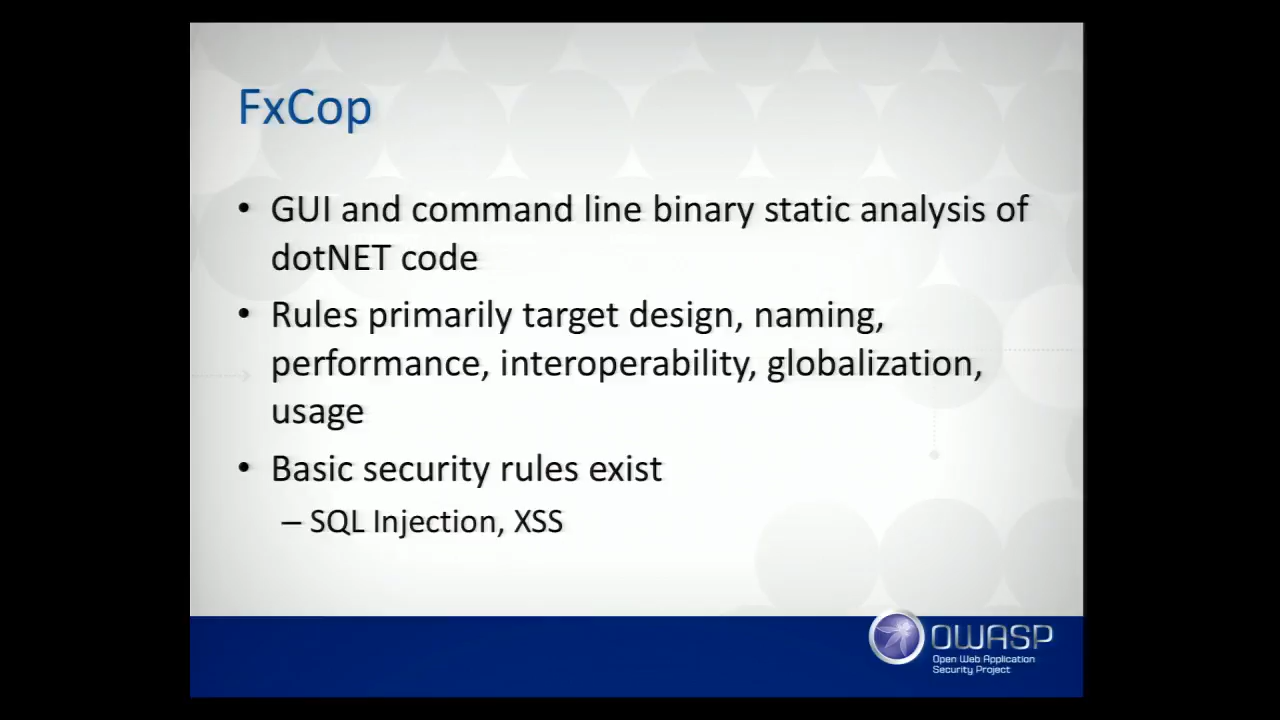 FxCop
• GUI and command line binary static analysis of
dotNET code
• Rules primarily target design, naming,
performance, interoperability, globalization,
usage
• Basic security rules exist
– SQL Injection, XSS
OWASP
Open Web Application
Security Project